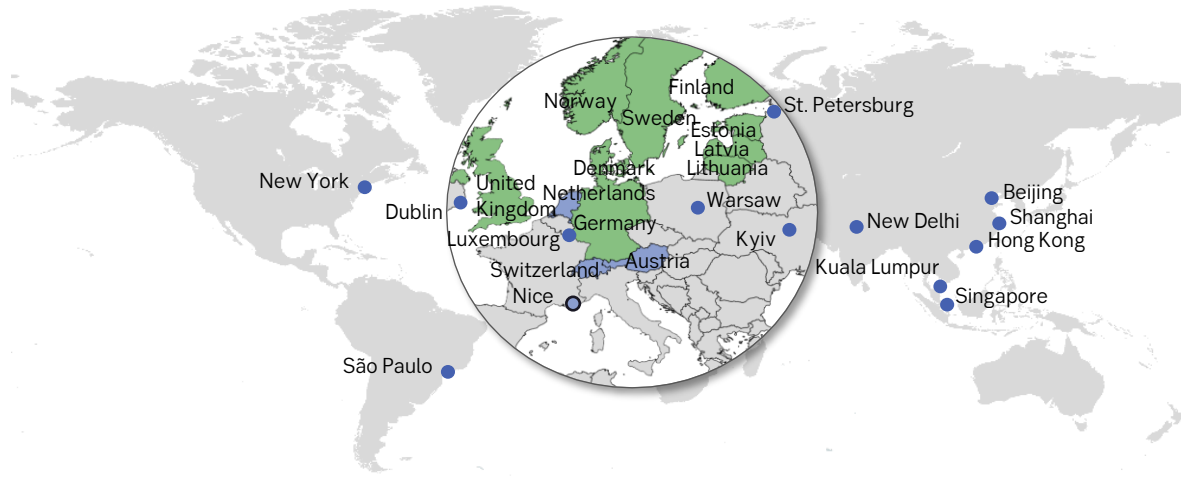 Finland
Norway
St. Petersburg
Sweden
Estonia
Latvia
Denmark
Lithuania
New York
United
Kingdom
Netherlands
Warsaw
Beijing
Dublin
Germany
Shanghai
New Delhi
Luxembourg
Kyiv
Hong Kong
Switzerland
Austria
Kuala Lumpur
Nice
Singapore
São Paulo